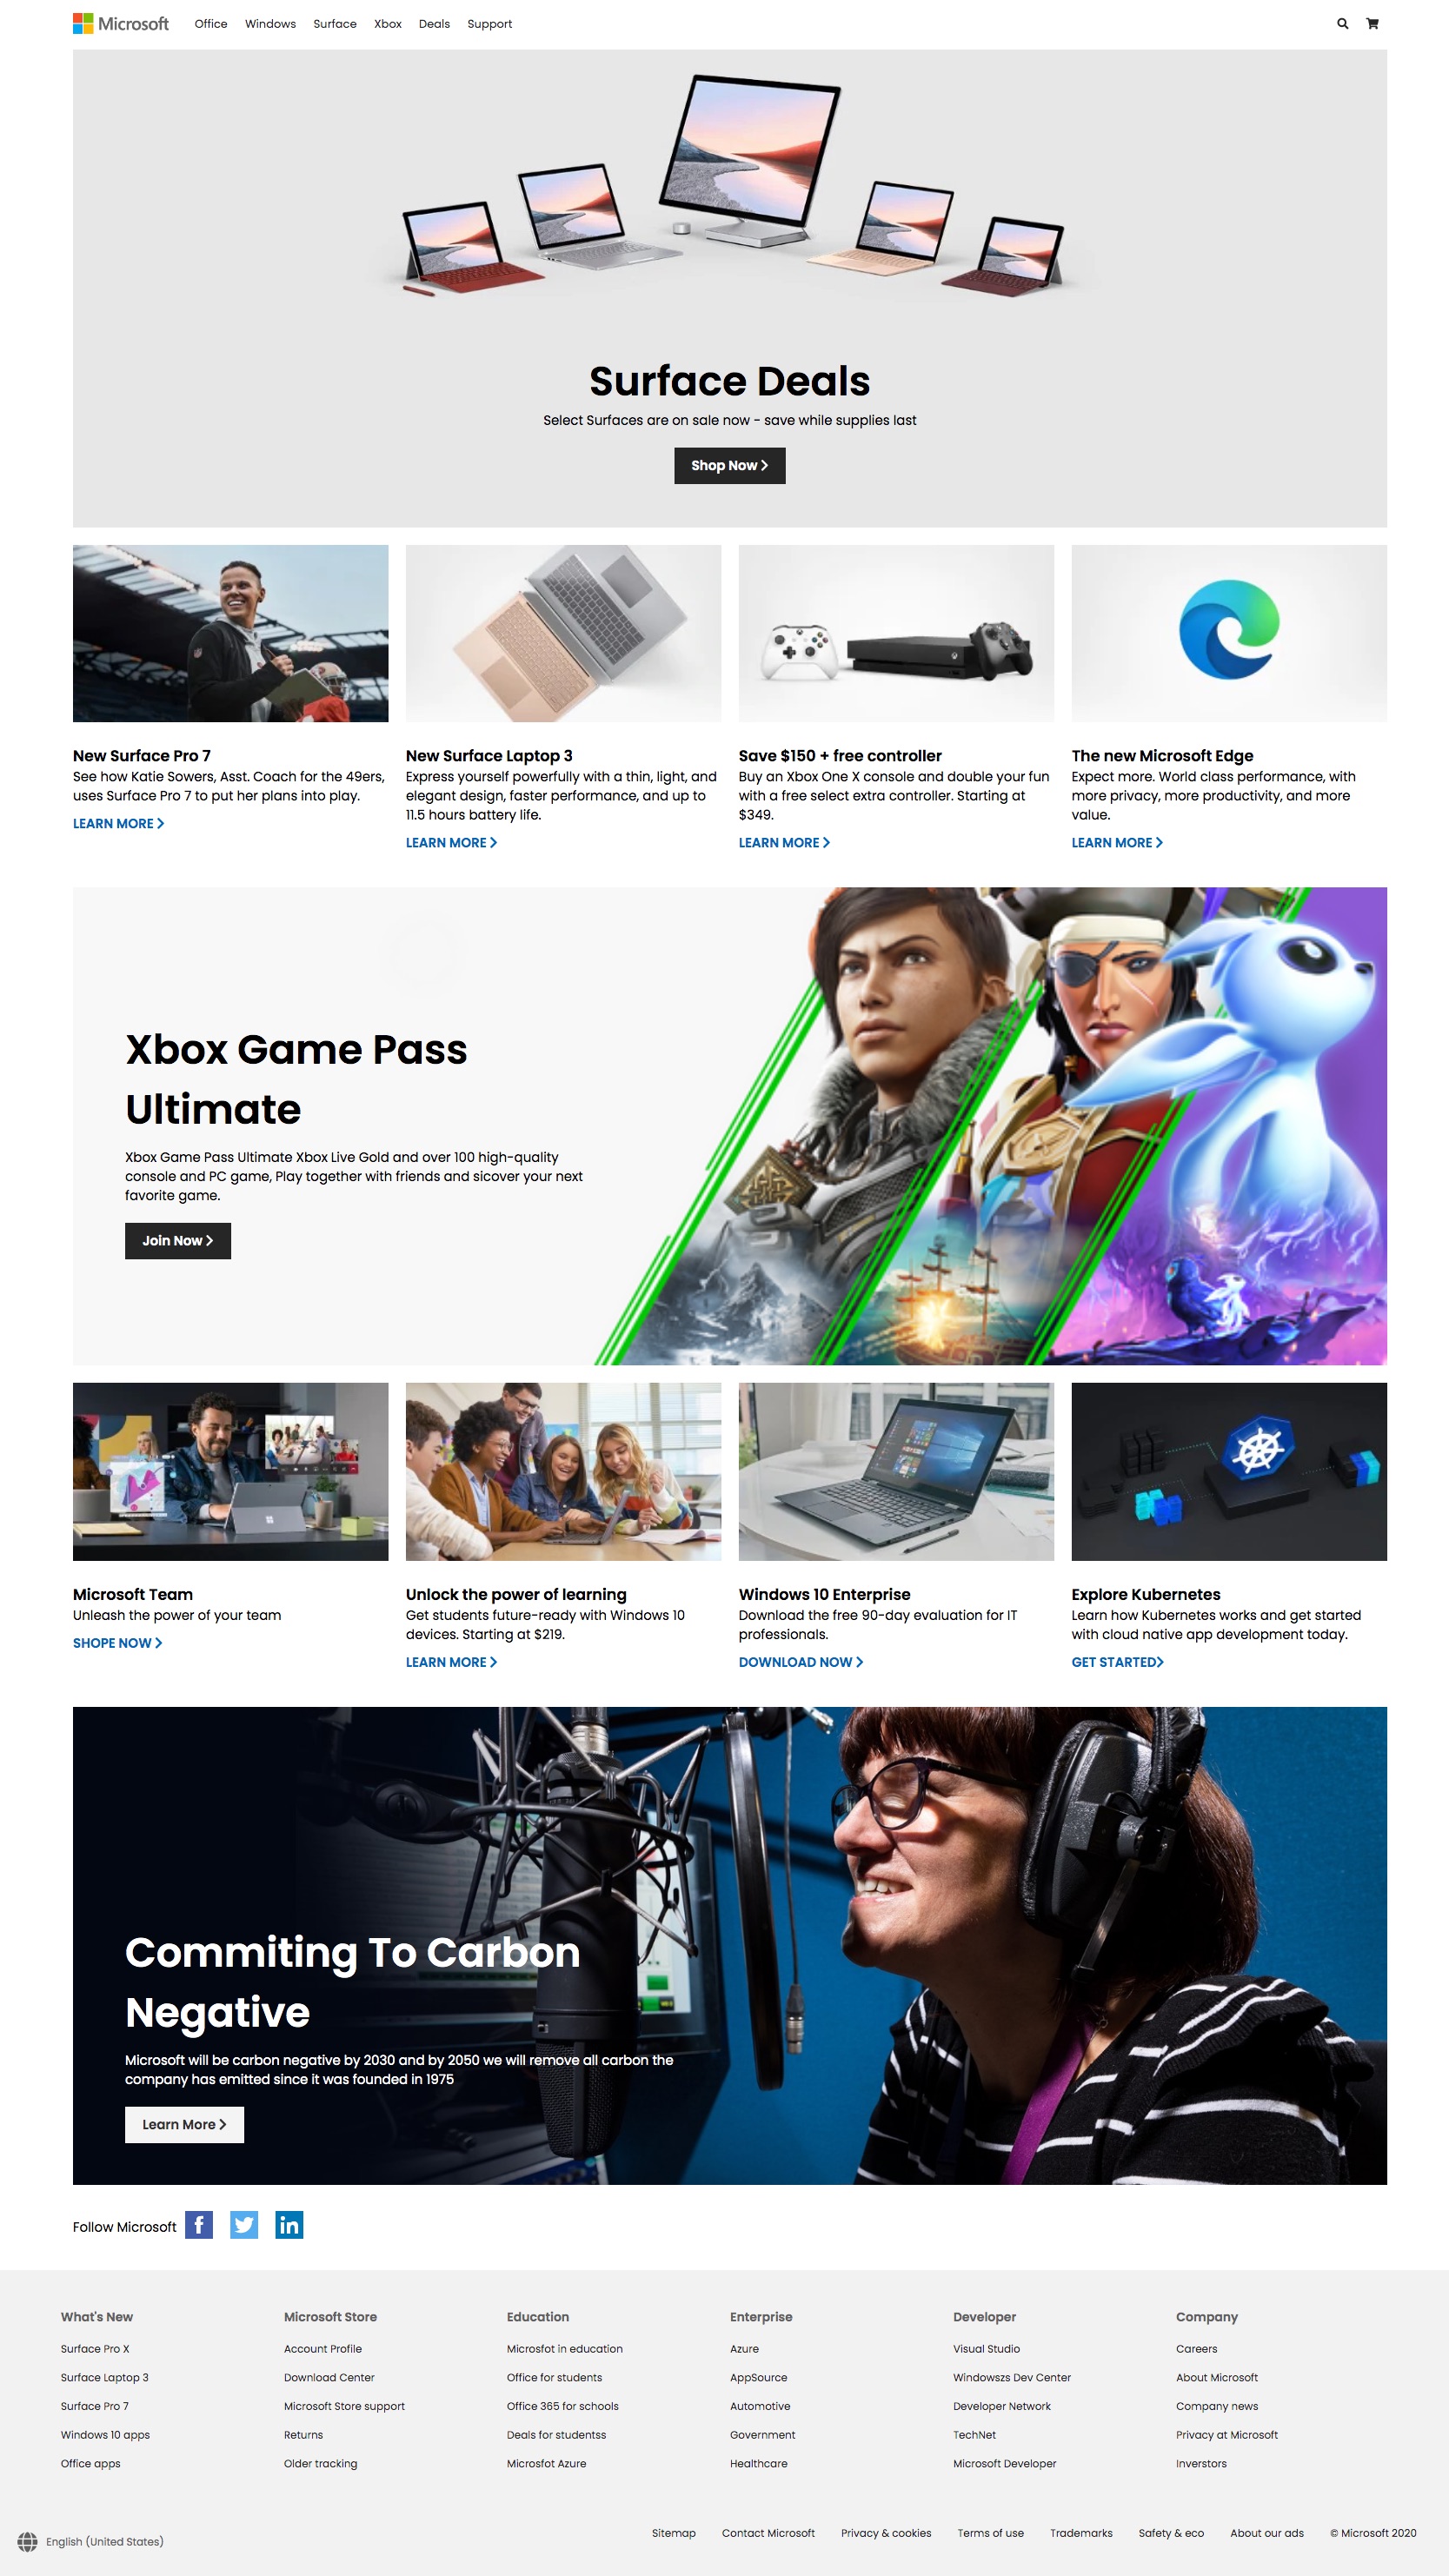 Microsoft
Office Windows Surface Xbox Deals Support
Surface Deals
Select Surfaces are on sale now - save while supplies last
Shop Now
New Surface Pro 7
See how Katie Sowers, Asst. Coach for the 49ers,
uses Surface Pro 7 to put her plans into play.
LEARN MORE
New Surface Laptop 3
Express yourself powerfully with a thin, light, and
elegant design, faster performance, and up to
11.5 hours battery life.
LEARN MORE
Save $150 + free controller
Buy an Xbox One X console and double your fun
with a free select extra controller. Starting at
$349.
LEARN MORE
The new Microsoft Edge
Expect more. World class performance, with
more privacy, more productivity, and more
value.
LEARN MORE
Xbox Game Pass
Ultimate
Xbox Game Pass Ultimate Xbox Live Gold and over 100 high-quality
console and PC game, Play together with friends and sicover your next
favorite game.
Join Now
Microsoft Team
Unleash the power of your team
SHOPE NOW
Unlock the power of learning
Get students future-ready with Windows 10
devices. Starting at $219.
LEARN MORE
Windows 10 Enterprise
Download the free 90-day evaluation for IT
professionals.
DOWNLOAD NOW
Explore Kubernetes
Learn how Kubernetes works and get started
with cloud native app development today.
GET STARTED
Commiting To Carbon
Negative
Microsoft will be carbon negative by 2030 and by 2050 we will remove all carbon the
company has emitted since it was founded in 1975
Learn More
Follow Microsoft
What's New
Surface Pro X
Surface Laptop 3
Surface Pro 7
Windows 10 apps
Office apps
Microsoft Store
Account Profile
Download Center
Microsoft Store support
Returns
Older tracking
Education
Microsfot in education
Office for students
Office 365 for schools
Deals for studentss
Microsfot Azure
Enterprise
Azure
AppSource
Automotive
Government
Healthcare
Developer
Visual Studio
Windowszs Dev Center
Developer Network
TechNet
Microsoft Developer
Company
Careers
About Microsoft
Company news
Privacy at Microsoft
Inverstors
English (United States)
Sitemap Contact Microsoft Privacy & cookies Terms of use Trademarks Safety & eco About our ads © Microsoft 2020